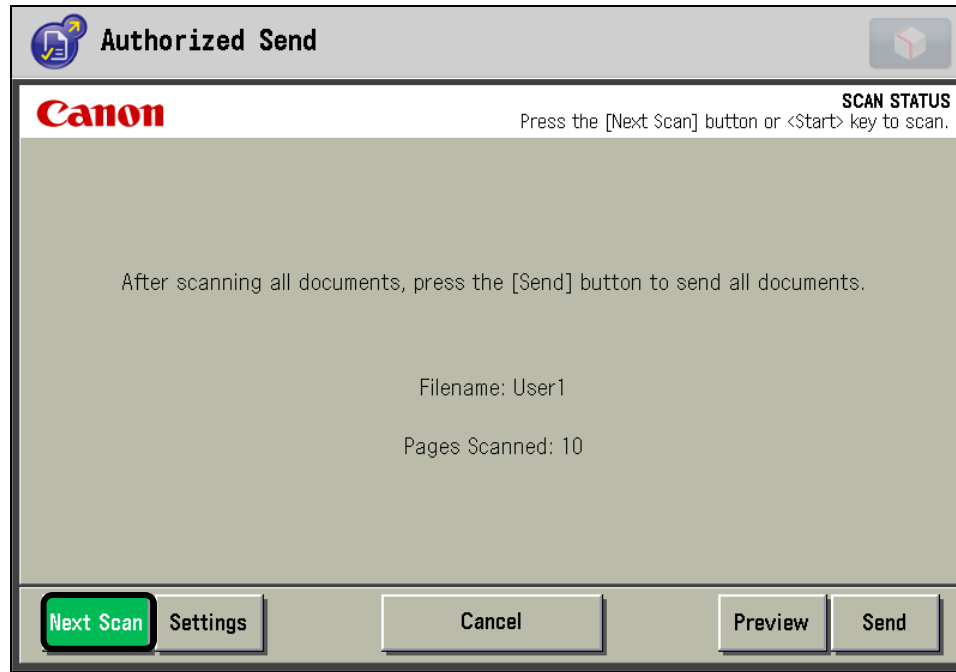 Authorized Send
Canon
SCAN STATUS
Press the [Next Scan] button or <Start> key to scan.
After scanning all documents, press the [Send] button to send all documents.
Filename: User1
Pages Scanned: 10
Next Scan Settings Cancel Preview Send